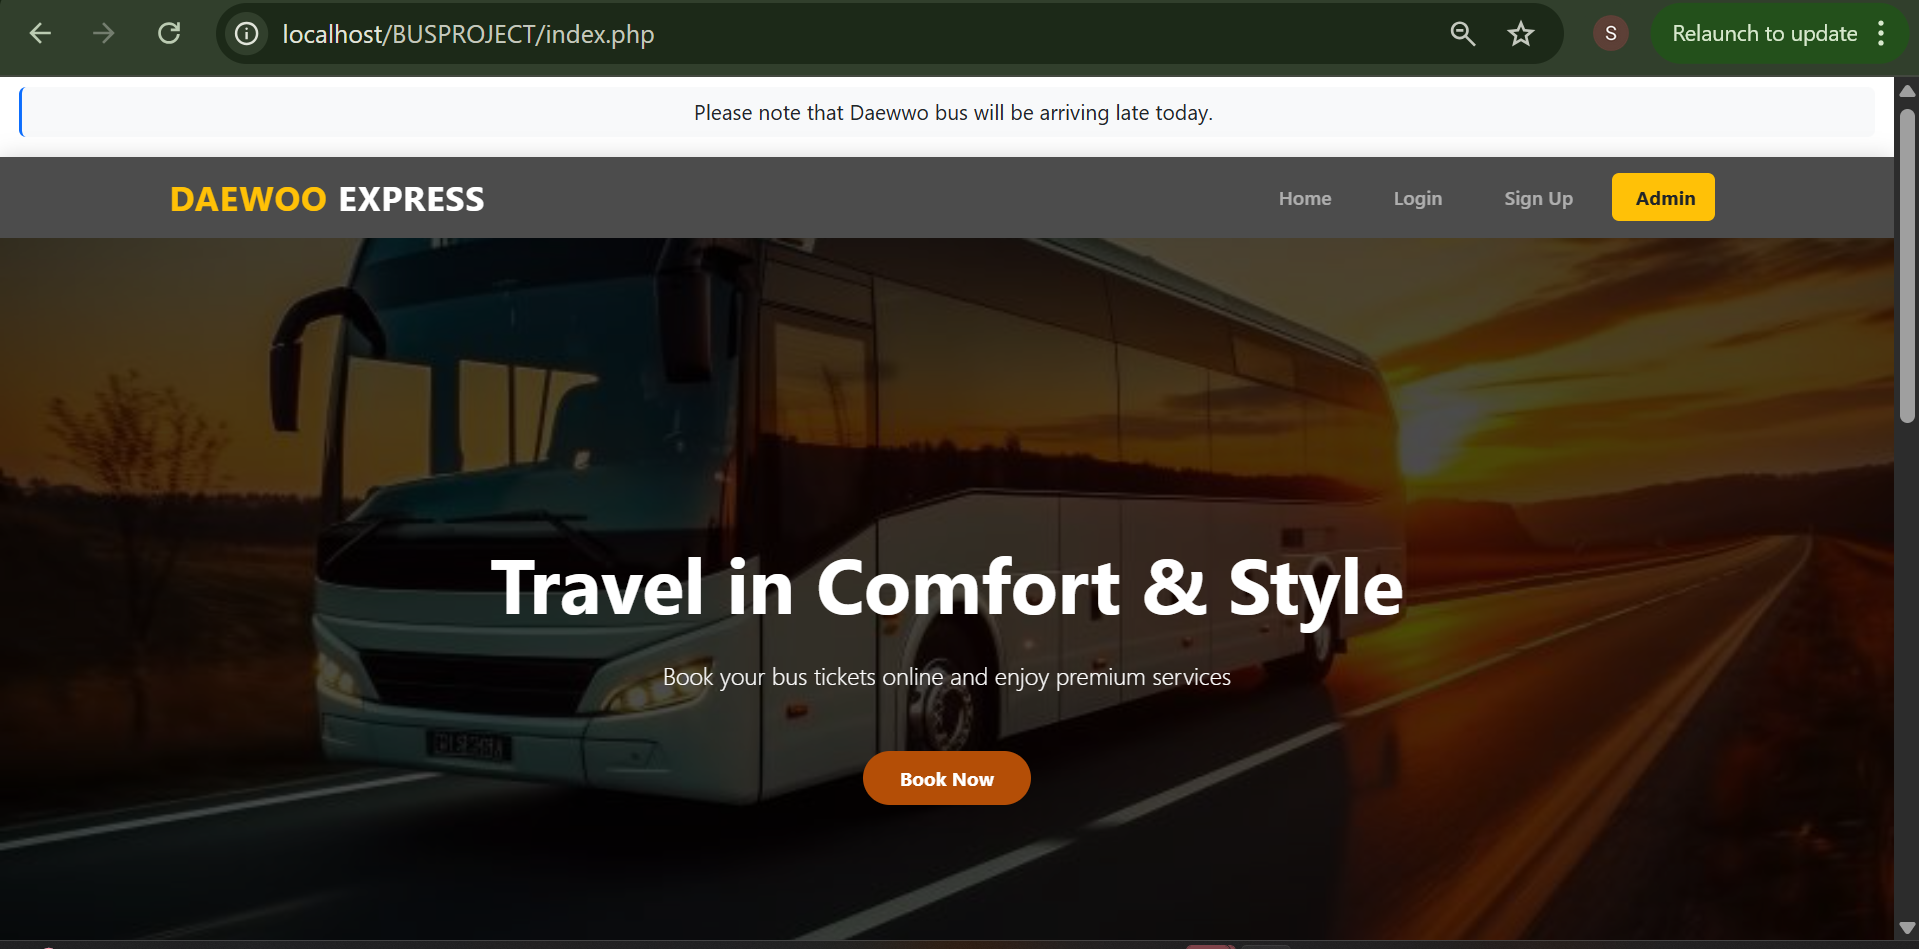 localhost/BUSPROJECT/index.php
S
Relaunch to update
Please note that Daewwo bus will be arriving late today.
DAEWOO EXPRESS
Home
Login
Sign Up
Admin
Travel in Comfort & Style
Book your bus tickets online and enjoy premium services
Book Now